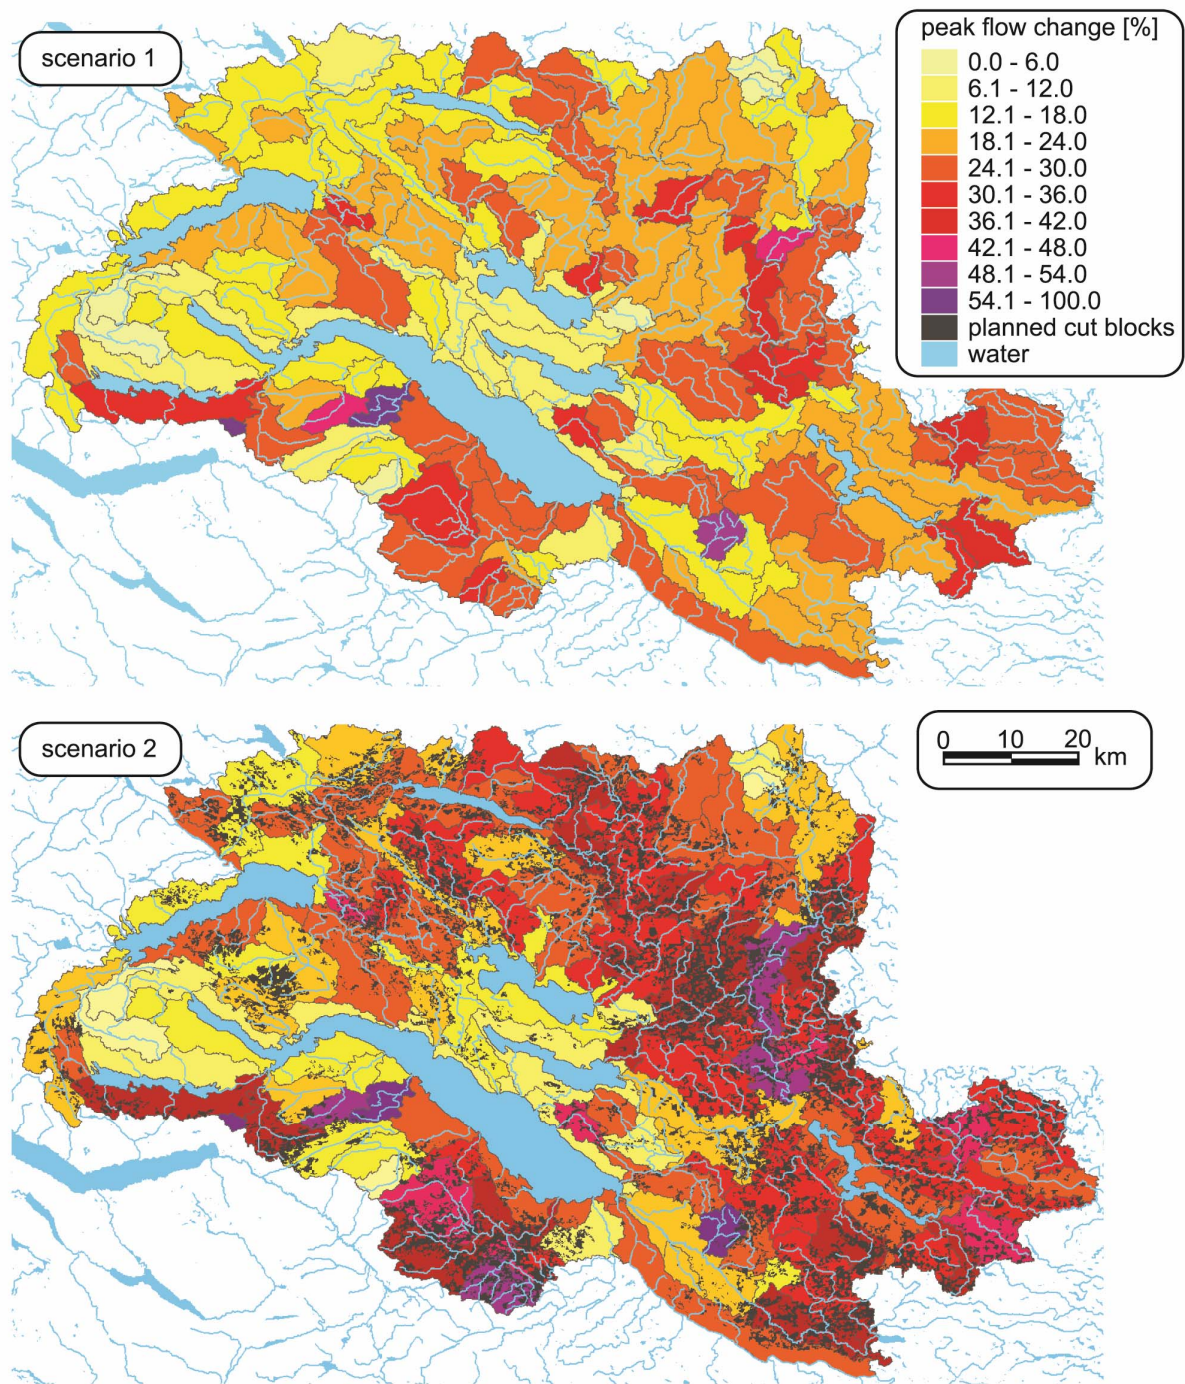 scenario 1
peak flow change [%]
0.0 - 6.0
6.1 - 12.0
12.1 - 18.0
18.1 - 24.0
24.1 - 30.0
30.1 - 36.0
36.1 - 42.0
42.1 - 48.0
48.1 - 54.0
54.1 - 100.0
planned cut blocks
water
scenario 2
0 10 20 km